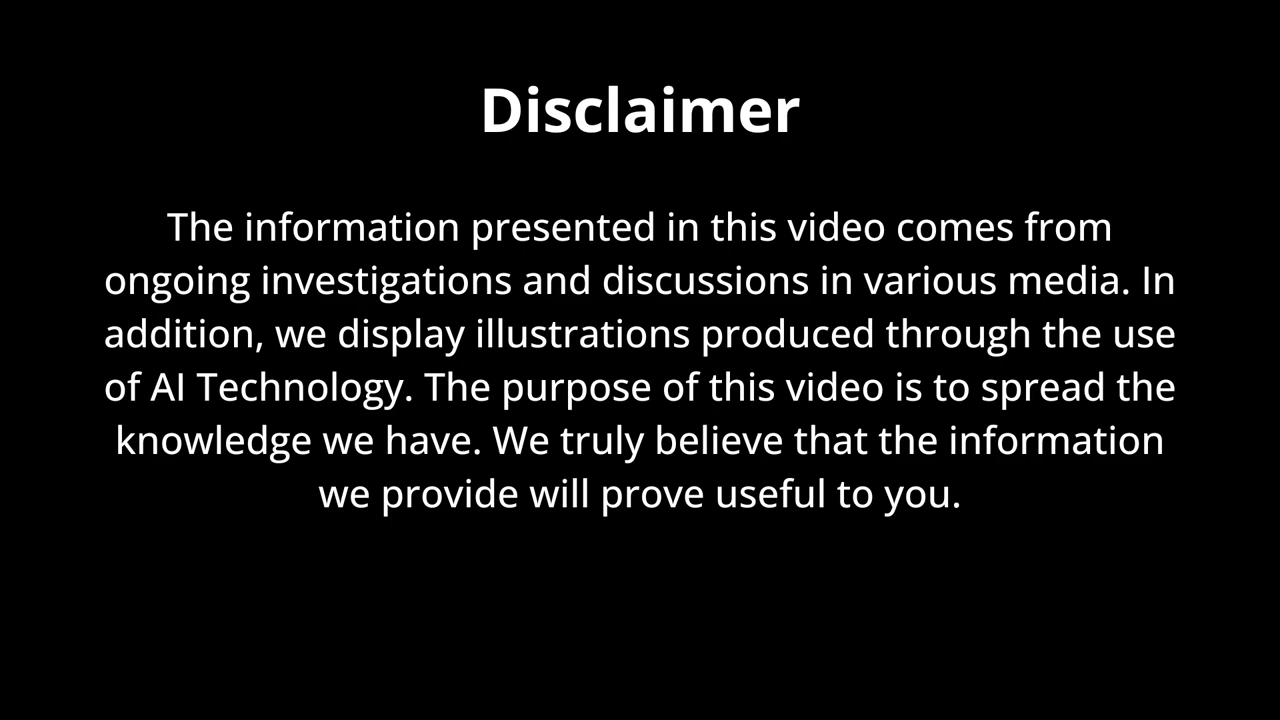 Disclaimer
The information presented in this video comes from
ongoing investigations and discussions in various media. In
addition, we display illustrations produced through the use
of AI Technology. The purpose of this video is to spread the
knowledge we have. We truly believe that the information
we provide will prove useful to you.